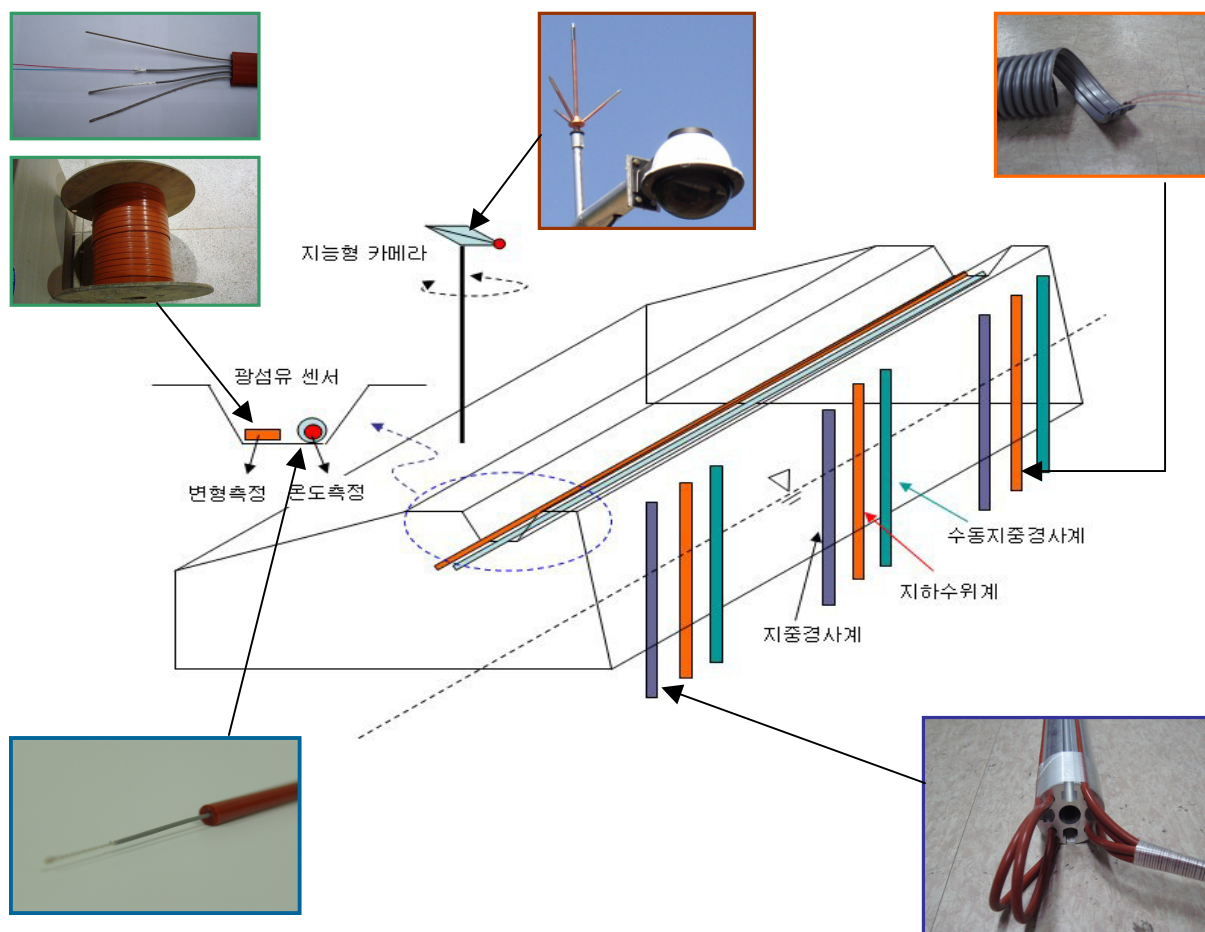 지능형 카메라
광섬유 센서
변형측정
온도측정
수동지중경사계
지하수위계
지중경사계